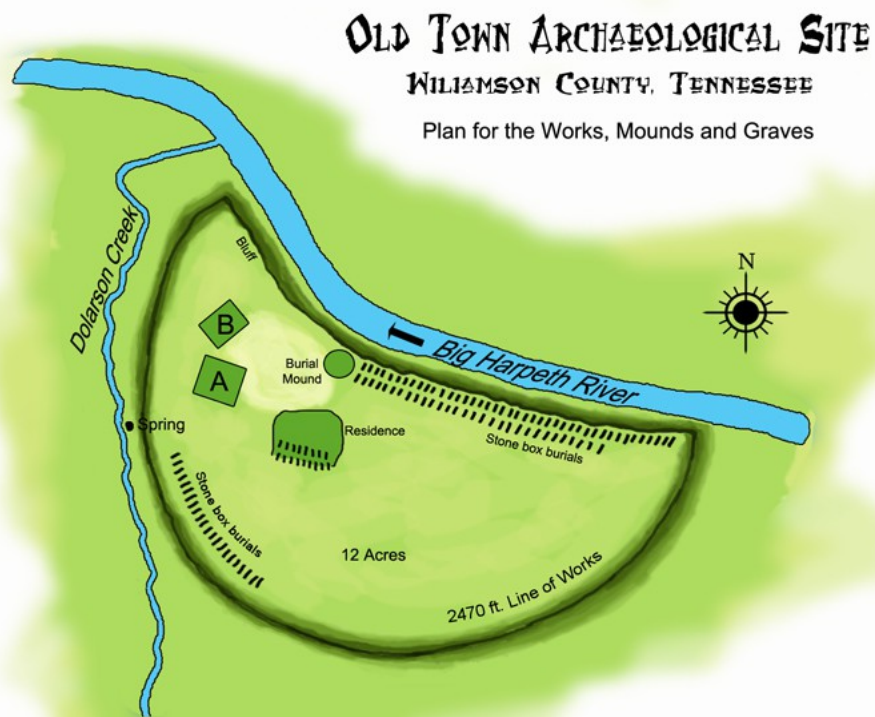 OLD TOWN ARCHAEOLOGICAL SITE
WILIAMSON COUNTY, TENNESSEE
Plan for the Works, Mounds and Graves
Dolarson Creek
Bluff
N
B
A
Burial
Mound
Big Harpeth River
Spring
Residence
Stone box burials
Stone box burials
12 Acres
2470 ft. Line of Works